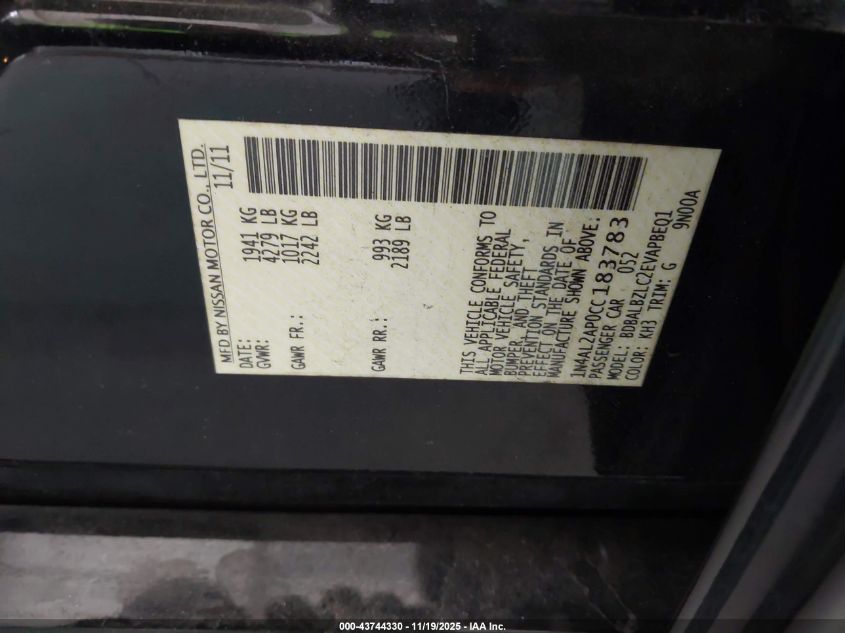 MFD BY NISSAN MOTOR CO., LTD.
DATE: 11/11
GVWR: 1941 KG
4279 LB
GAWR FR.: 1017 KG
2242 LB
GAWR RR.: 993 KG
2189 LB
THIS VEHICLE CONFORMS TO
ALL APPLICABLE FEDERAL
MOTOR VEHICLE SAFETY,
BUMPER, AND THEFT
PREVENTION STANDARDS IN
EFFECT ON THE DATE OF
MANUFACTURE SHOWN ABOVE.
1N4AL2AP0CC183783
PASSENGER CAR 052
MODEL: BDBALBZLC2EVAPBEQ1
COLOR: KH3 TRIM: G 9N00A
000-43744330 - 11/19/2025 - IAA Inc.